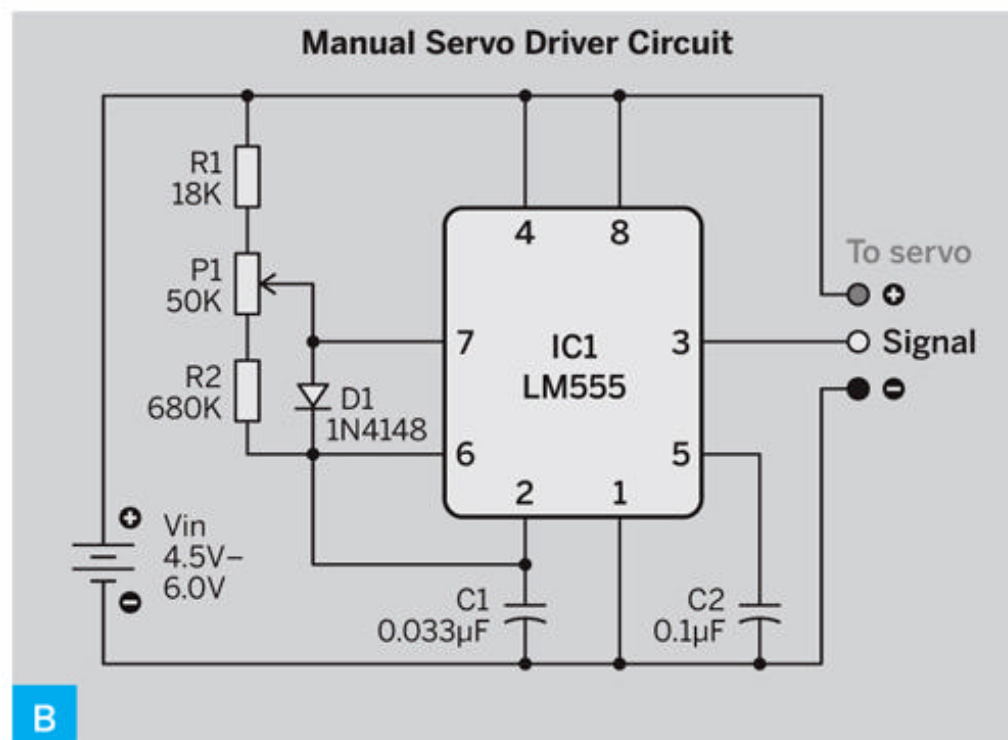 Manual Servo Driver Circuit
R1
18K
P1
50K
R2
680K
D1
1N4148
4
8
7
IC1
LM555
3
6
5
2
1
To servo
+
Signal
−
+
Vin
4.5V–
6.0V
−
C1
0.033µF
C2
0.1µF
B